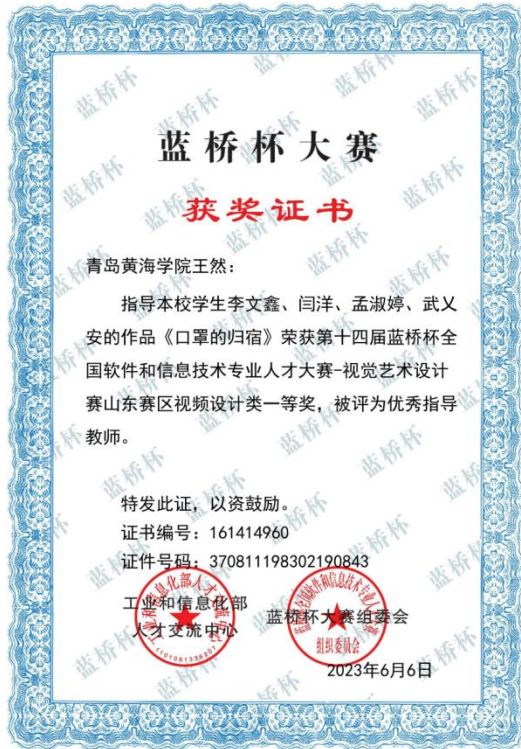 蓝桥杯大赛
获奖证书
青岛黄海学院王然：
指导本校学生李文鑫、闫洋、孟淑婷、武乂
安的作品《口罩的归宿》荣获第十四届蓝桥杯全
国软件和信息技术专业人才大赛-视觉艺术设计
赛山东赛区视频设计类一等奖，被评为优秀指导
教师。
特发此证，以资鼓励。
证书编号：161414960
证件号码：370811198302190843
工业和信息化部
人才交流中心
蓝桥杯大赛组委会
组织委员会
2023年6月6日